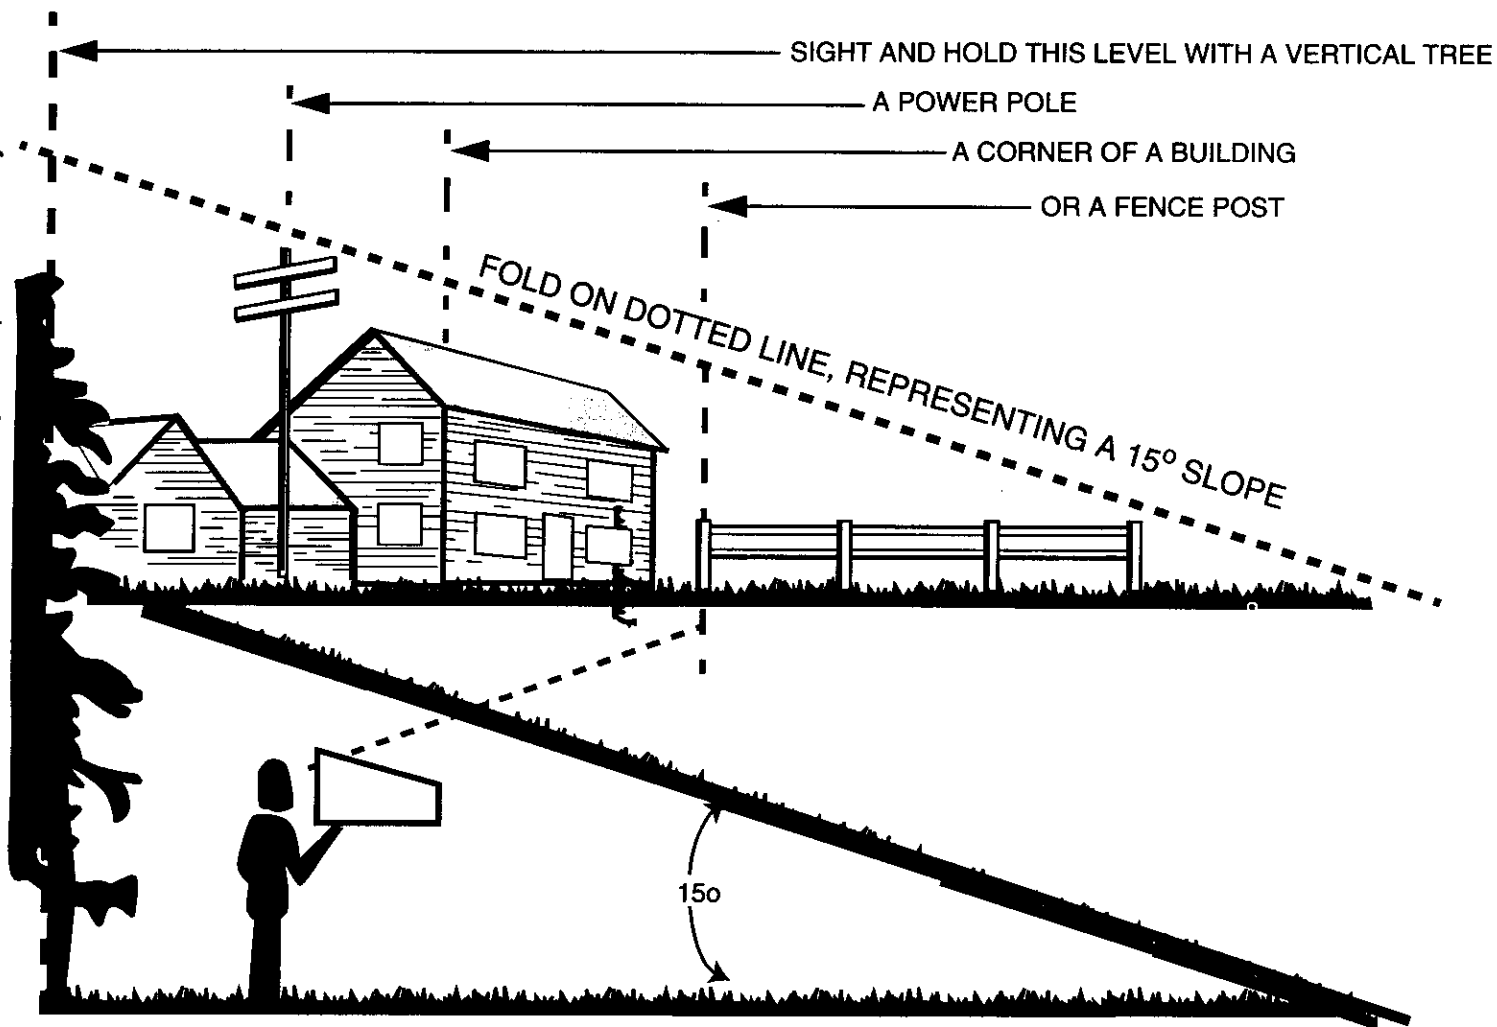 SIGHT AND HOLD THIS LEVEL WITH A VERTICAL TREE
A POWER POLE
A CORNER OF A BUILDING
OR A FENCE POST
FOLD ON DOTTED LINE, REPRESENTING A 15º SLOPE
15o